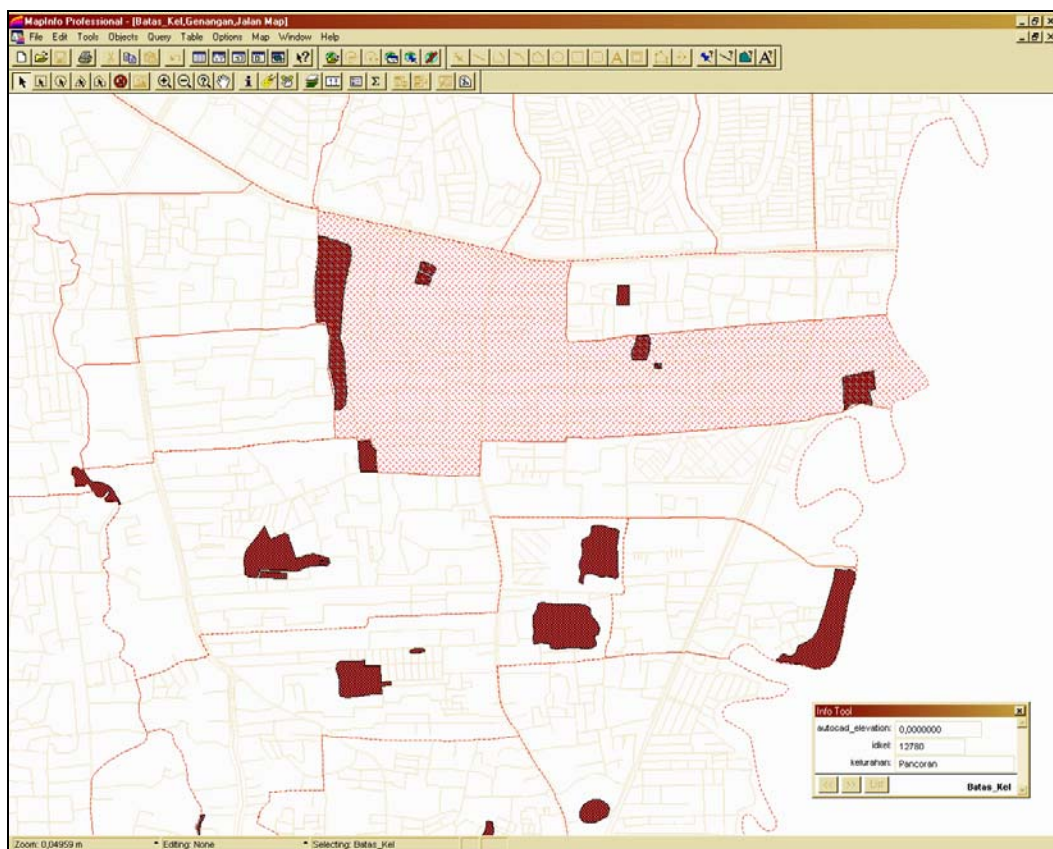 MapInfo Professional - [Batas_Kel,Genangan,Jalan Map]
File Edit Tools Objects Query Table Options Map Window Help
Info Tool
autocad_elevation: 0,0000000
idkel: 12780
kelurahan: Pancoran
<< >> List Batas_Kel
Zoom: 0,04959 m Editing: None Selecting: Batas_Kel